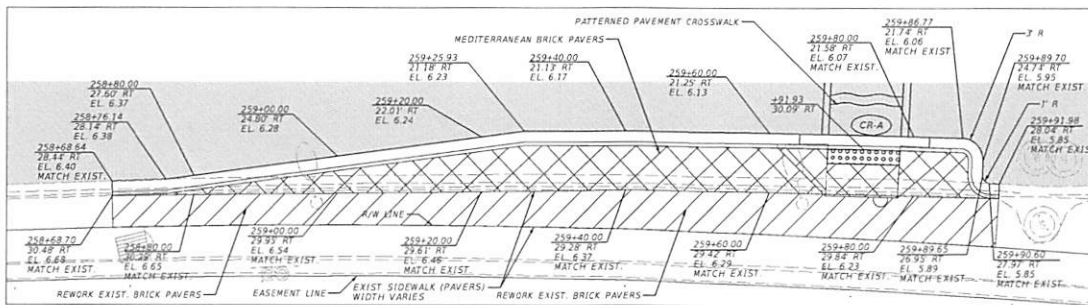 PATTERNED PAVEMENT CROSSWALK
MEDITERRANEAN BRICK PAVERS
259+86.77
21.74' RT
EL. 6.06
MATCH EXIST
3' R
259+80.00
21.58' RT
EL. 6.07
MATCH EXIST.
259+89.70
24.74' RT
EL. 5.95
MATCH EXIST
1' R
259+91.98
28.04' RT
EL. 5.85
MATCH EXIST.
259+25.93
21.18' RT
EL. 6.23
259+40.00
21.13' RT
EL. 6.17
259+60.00
21.25' RT
EL. 6.13
+81.93
30.09' RT
CR-A
258+80.00
27.60' RT
EL. 6.37
259+00.00
24.80' RT
EL. 6.28
259+20.00
22.01' RT
EL. 6.24
258+76.14
28.14' RT
EL. 6.38
258+68.64
28.44' RT
EL. 6.40
MATCH EXIST.
R/W LINE
258+68.70
30.48' RT
EL. 6.68
MATCH EXIST.
258+80.00
30.29' RT
EL. 6.65
MATCH EXIST.
259+00.00
29.95' RT
EL. 6.54
MATCH EXIST.
259+20.00
29.61' RT
EL. 6.46
MATCH EXIST.
259+40.00
29.28' RT
EL. 6.37
MATCH EXIST.
259+60.00
29.42' RT
EL. 6.29
MATCH EXIST.
259+80.00
29.84' RT
EL. 6.23
MATCH EXIST.
259+89.65
26.95' RT
EL. 5.89
MATCH EXIST.
259+90.60
27.97' RT
EL. 5.85
MATCH EXIST.
REWORK EXIST. BRICK PAVERS
EASEMENT LINE
EXIST SIDEWALK (PAVERS)
WIDTH VARIES
REWORK EXIST. BRICK PAVERS